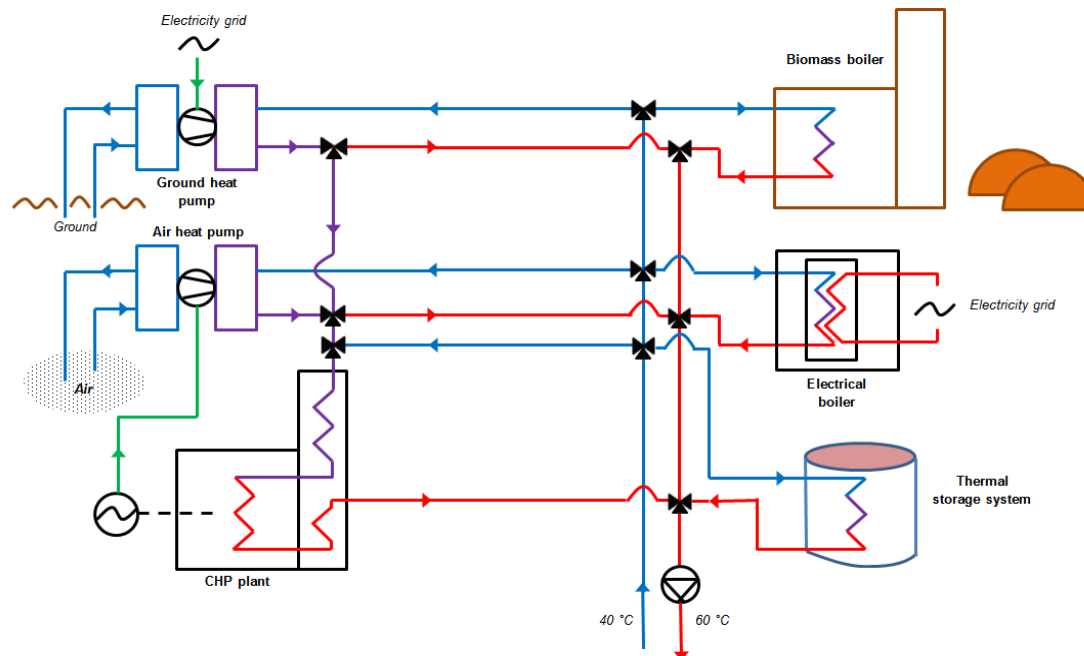 Electricity grid
Biomass boiler
Ground heat
pump
Ground
Air heat pump
Electricity grid
Air
Electrical
boiler
Thermal
storage system
CHP plant
40 °C
60 °C